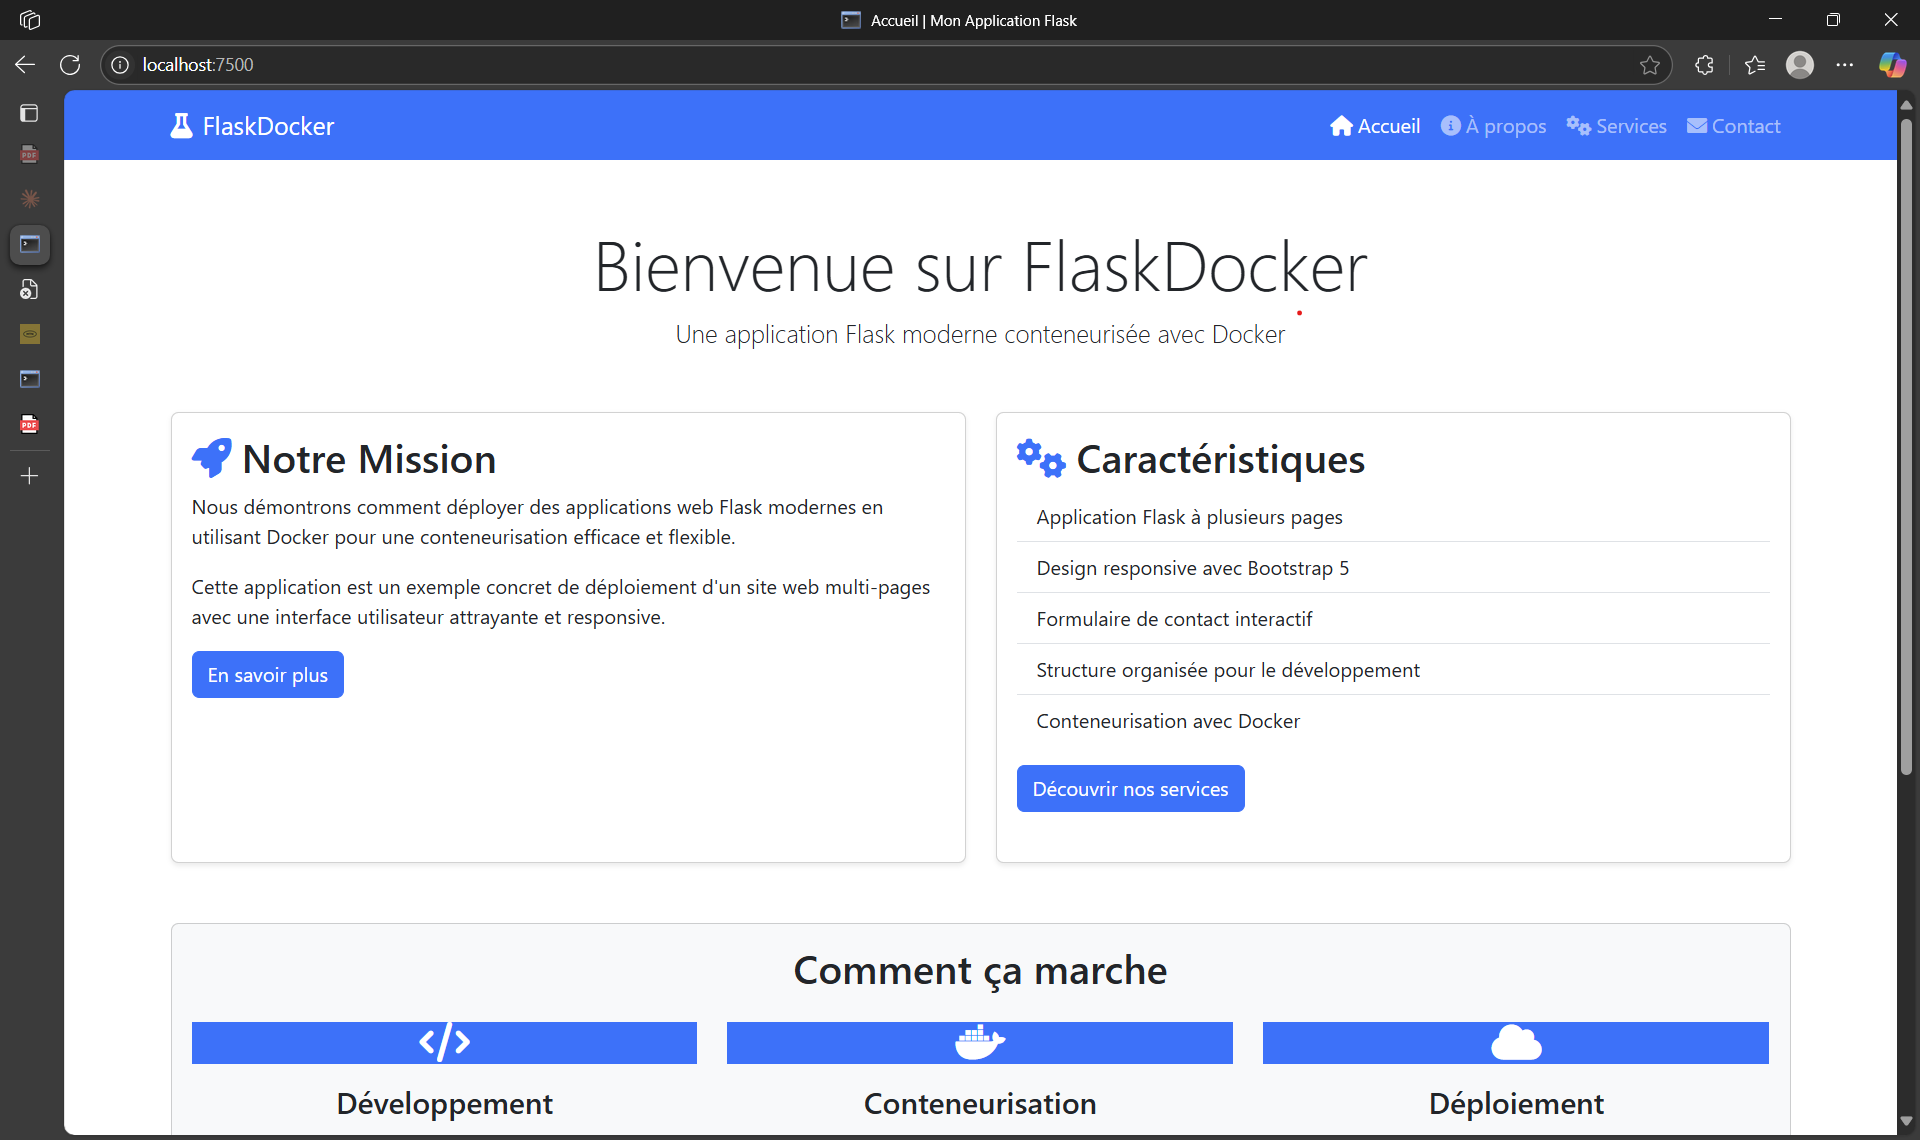 Accueil | Mon Application Flask
localhost:7500
FlaskDocker
Accueil
À propos
Services
Contact
Bienvenue sur FlaskDocker
Une application Flask moderne conteneurisée avec Docker
Notre Mission
Nous démontrons comment déployer des applications web Flask modernes en
utilisant Docker pour une conteneurisation efficace et flexible.
Cette application est un exemple concret de déploiement d'un site web multi-pages
avec une interface utilisateur attrayante et responsive.
En savoir plus
Caractéristiques
Application Flask à plusieurs pages
Design responsive avec Bootstrap 5
Formulaire de contact interactif
Structure organisée pour le développement
Conteneurisation avec Docker
Découvrir nos services
Comment ça marche
Développement
Conteneurisation
Déploiement
PDF
PDF